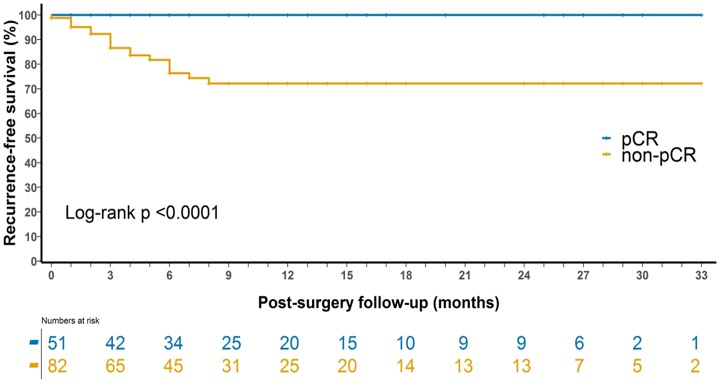 Recurrence-free survival (%)
100
90
80
70
60
50
40
30
20
10
0
pCR
non-pCR
Log-rank p <0.0001
0 3 6 9 12 15 18 21 24 27 30 33
Post-surgery follow-up (months)
Numbers at risk
51 42 34 25 20 15 10 9 9 6 2 1
82 65 45 31 25 20 14 13 13 7 5 2